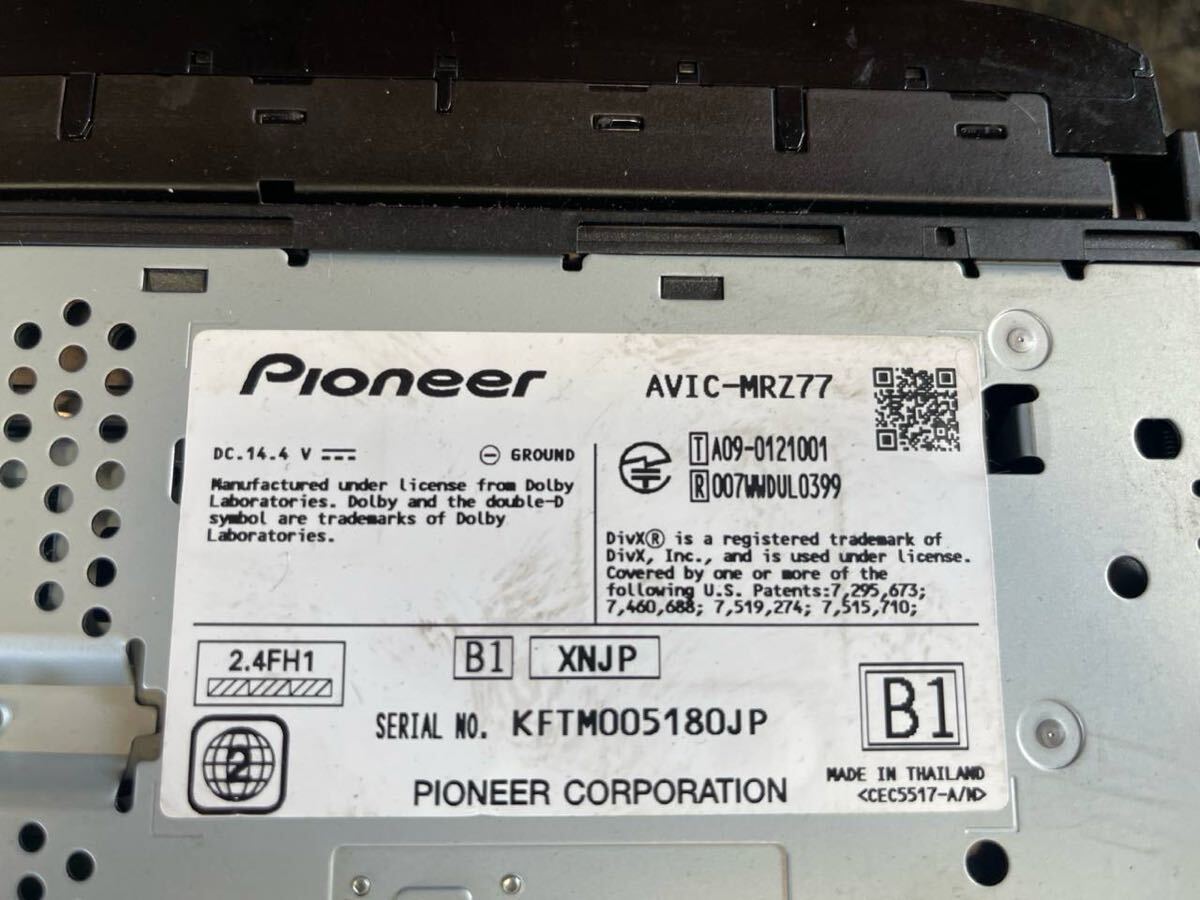 Pioneer
AVIC-MRZ77
DC.14.4 V
GROUND
Manufactured under license from Dolby
Laboratories. Dolby and the double-D
symbol are trademarks of Dolby
Laboratories.
T A09-0121001
R 007WWDUL0399
DivX® is a registered trademark of
DivX, Inc., and is used under license.
Covered by one or more of the
following U.S. Patents:7,295,673;
7,460,688; 7,519,274; 7,515,710;
2.4FH1
B1
XNJP
2
SERIAL NO. KFTM005180JP
B1
PIONEER CORPORATION
MADE IN THAILAND
<CEC5517-A/N>